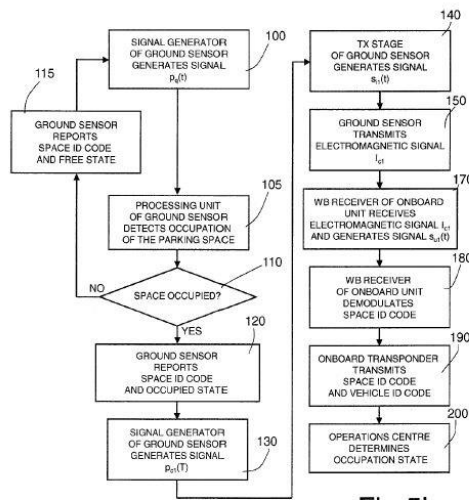 100
SIGNAL GENERATOR
OF GROUND SENSOR
GENERATES SIGNAL
p_q(t)
115
GROUND SENSOR
REPORTS
SPACE ID CODE
AND FREE STATE
105
PROCESSING UNIT
OF GROUND SENSOR
DETECTS OCCUPATION
OF THE PARKING SPACE
110
NO
SPACE OCCUPIED?
YES
120
GROUND SENSOR
REPORTS
SPACE ID CODE
AND OCCUPIED STATE
130
SIGNAL GENERATOR
OF GROUND SENSOR
GENERATES SIGNAL
p_c1(T)
140
TX STAGE
OF GROUND SENSOR
GENERATES SIGNAL
s_i1(t)
150
GROUND SENSOR
TRANSMITS
ELECTROMAGNETIC SIGNAL
I_c1
170
WB RECEIVER OF ONBOARD
UNIT RECEIVES
ELECTROMAGNETIC SIGNAL I_c1
AND GENERATES SIGNAL s_u1(t)
180
WB RECEIVER
OF ONBOARD UNIT
DEMODULATES
SPACE ID CODE
190
ONBOARD TRANSPONDER
TRANSMITS
SPACE ID CODE
AND VEHICLE ID CODE
200
OPERATIONS CENTRE
DETERMINES
OCCUPATION STATE